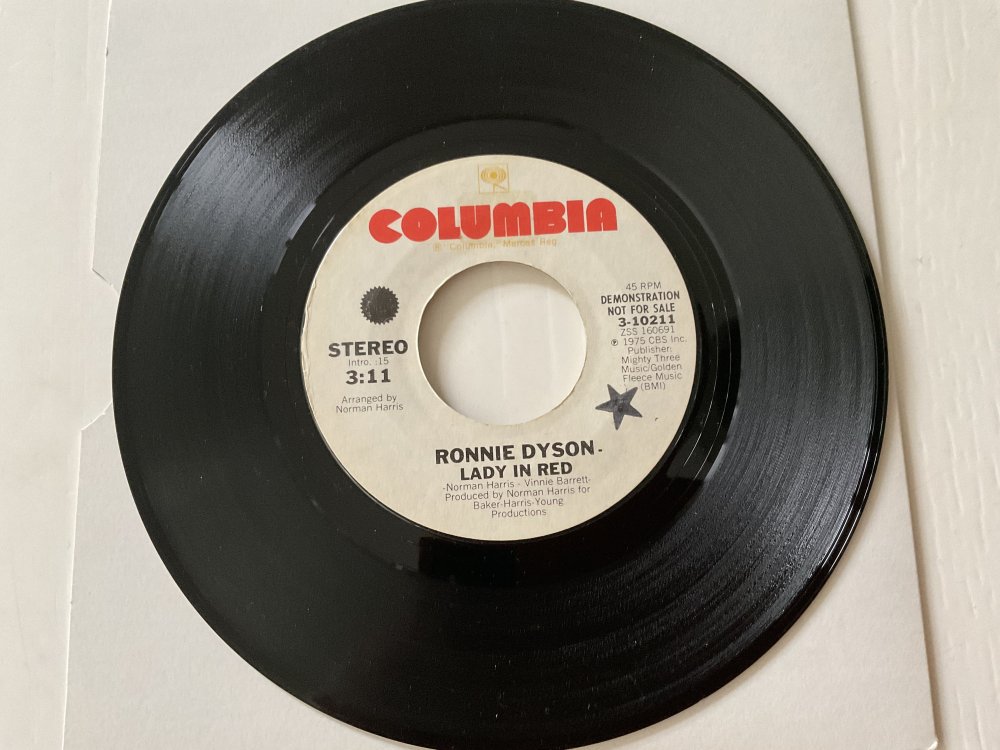 COLUMBIA
® "Columbia," Marcas Reg
45 RPM
DEMONSTRATION
NOT FOR SALE
3-10211
ZSS 160691
℗ 1975 CBS Inc.
Publisher:
Mighty Three
Music/Golden
Fleece Music
(BMI)
STEREO
Intro. :15
3:11
Arranged by
Norman Harris
RONNIE DYSON -
LADY IN RED
-Norman Harris - Vinnie Barrett-
Produced by Norman Harris for
Baker-Harris-Young
Productions